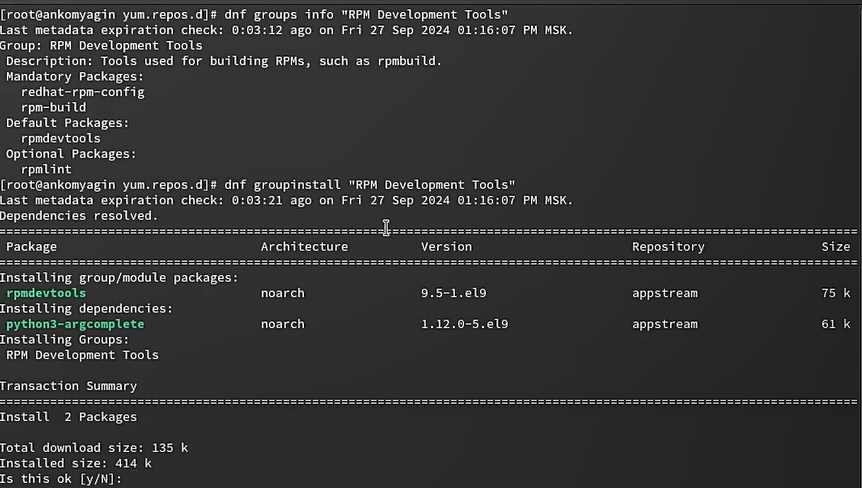 [root@ankomyagin yum.repos.d]# dnf groups info "RPM Development Tools"
Last metadata expiration check: 0:03:12 ago on Fri 27 Sep 2024 01:16:07 PM MSK.
Group: RPM Development Tools
 Description: Tools used for building RPMs, such as rpmbuild.
 Mandatory Packages:
   redhat-rpm-config
   rpm-build
 Default Packages:
   rpmdevtools
 Optional Packages:
   rpmlint
[root@ankomyagin yum.repos.d]# dnf groupinstall "RPM Development Tools"
Last metadata expiration check: 0:03:21 ago on Fri 27 Sep 2024 01:16:07 PM MSK.
Dependencies resolved.
================================================================================
 Package Architecture Version Repository Size
================================================================================
Installing group/module packages:
 rpmdevtools noarch 9.5-1.el9 appstream 75 k
Installing dependencies:
 python3-argcomplete noarch 1.12.0-5.el9 appstream 61 k
Installing Groups:
 RPM Development Tools
Transaction Summary
================================================================================
Install  2 Packages
Total download size: 135 k
Installed size: 414 k
Is this ok [y/N]: